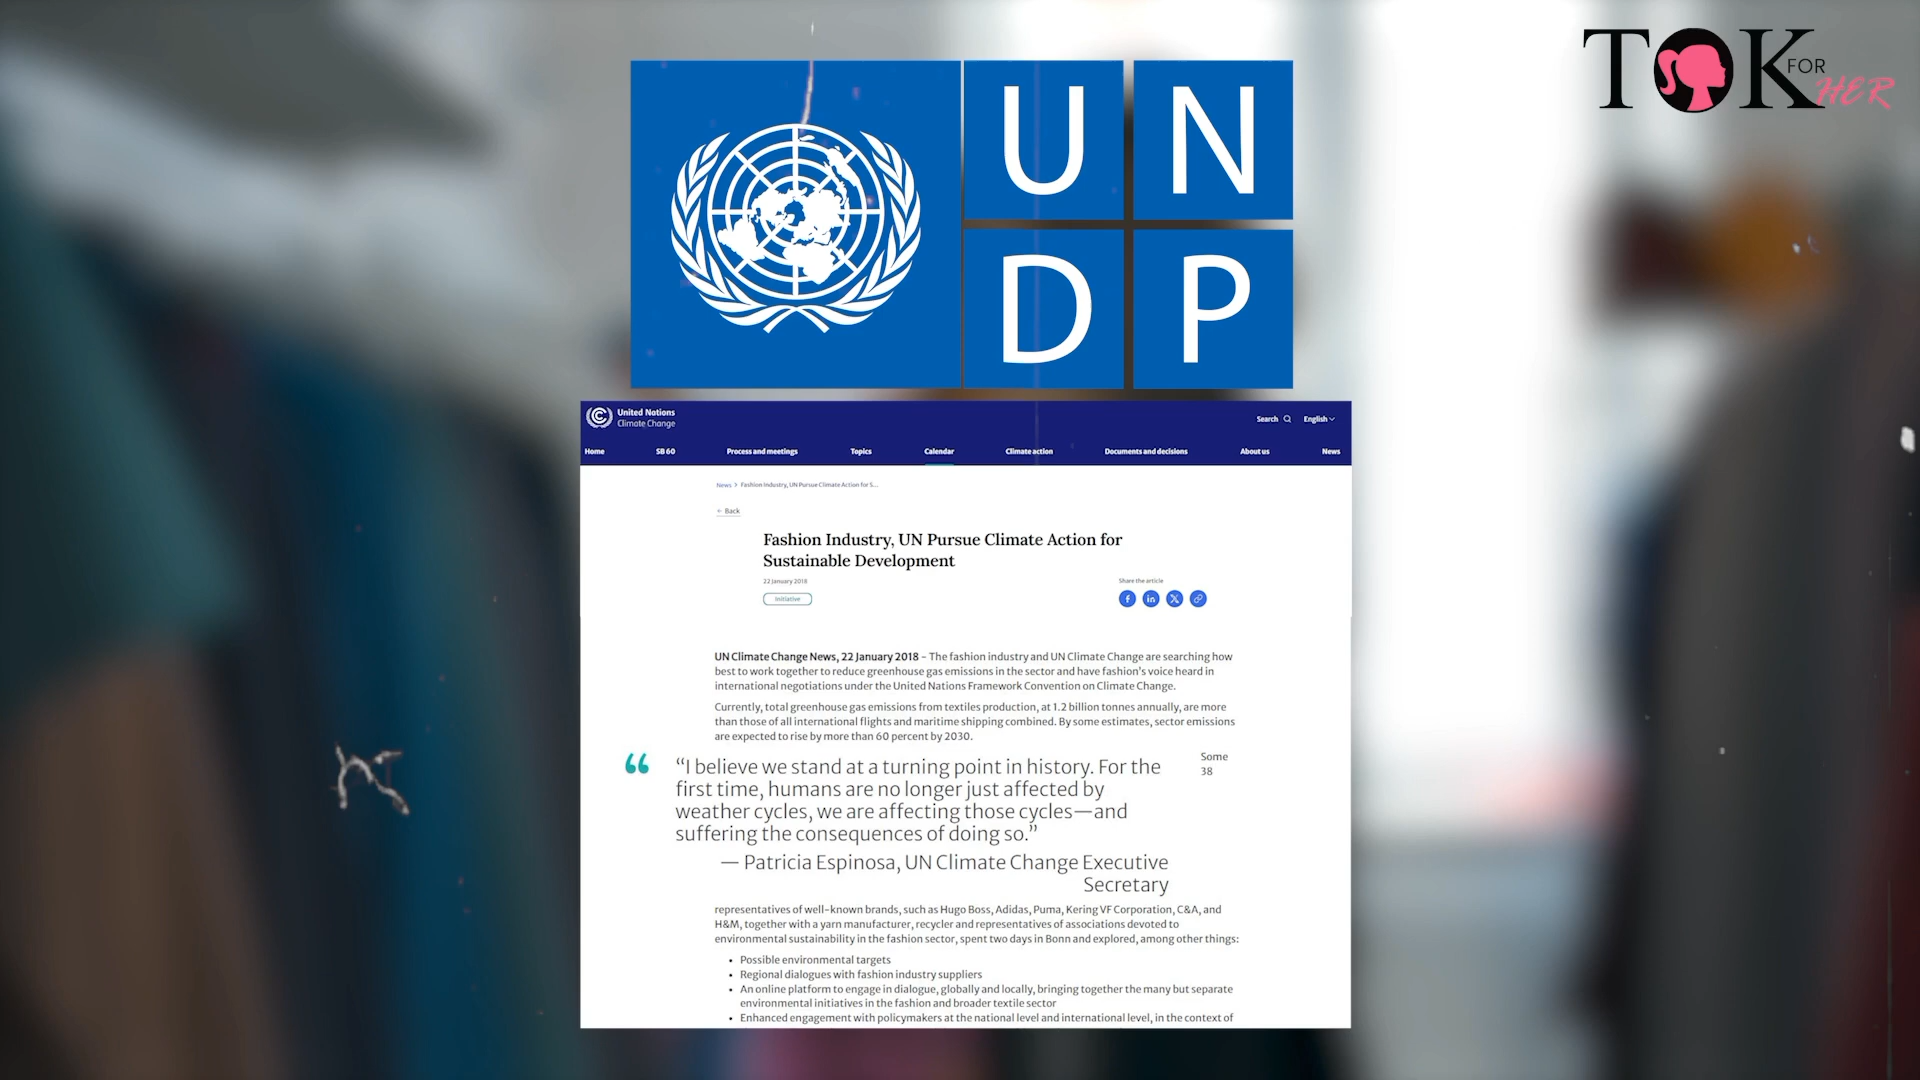 TOK FOR HER
UN
DP
United Nations
Climate Change
Search
English
Home SB 60 Process and meetings Topics Calendar Climate action Documents and decisions About us News
News > Fashion Industry, UN Pursue Climate Action for S...
← Back
Fashion Industry, UN Pursue Climate Action for
Sustainable Development
22 January 2018
Share the article
Initiative
UN Climate Change News, 22 January 2018 – The fashion industry and UN Climate Change are searching how
best to work together to reduce greenhouse gas emissions in the sector and have fashion's voice heard in
international negotiations under the United Nations Framework Convention on Climate Change.
Currently, total greenhouse gas emissions from textiles production, at 1.2 billion tonnes annually, are more
than those of all international flights and maritime shipping combined. By some estimates, sector emissions
are expected to rise by more than 60 percent by 2030.
“I believe we stand at a turning point in history. For the
first time, humans are no longer just affected by
weather cycles, we are affecting those cycles—and
suffering the consequences of doing so.”
— Patricia Espinosa, UN Climate Change Executive
Secretary
Some
38
representatives of well-known brands, such as Hugo Boss, Adidas, Puma, Kering VF Corporation, C&A, and
H&M, together with a yarn manufacturer, recycler and representatives of associations devoted to
environmental sustainability in the fashion sector, spent two days in Bonn and explored, among other things:
• Possible environmental targets
• Regional dialogues with fashion industry suppliers
• An online platform to engage in dialogue, globally and locally, bringing together the many but separate
environmental initiatives in the fashion and broader textile sector
• Enhanced engagement with policymakers at the national level and international level, in the context of